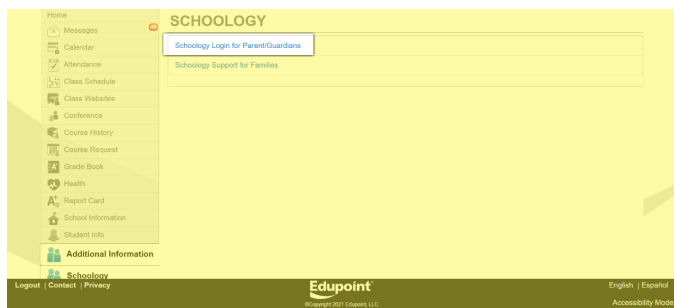 Home
Messages
SCHOOLOGY
Calendar
Schoology Login for Parent/Guardians
Attendance
Schoology Support for Families
Class Schedule
Class Websites
Conference
Course History
Course Request
Grade Book
Health
Report Card
School Information
Student Info
Additional Information
Schoology
Logout | Contact | Privacy
Edupoint
English | Español
©Copyright 2021 Edupoint, LLC
Accessibility Mode